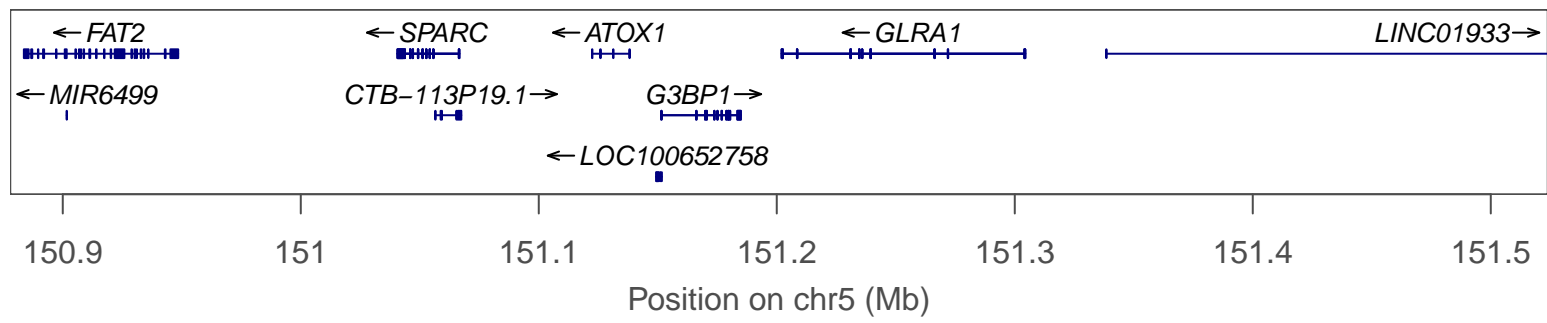 ←FAT2 ←SPARC ←ATOX1 ←GLRA1 LINC01933→
←MIR6499 CTB−113P19.1→ G3BP1→
←LOC100652758
150.9 151 151.1 151.2 151.3 151.4 151.5
Position on chr5 (Mb)